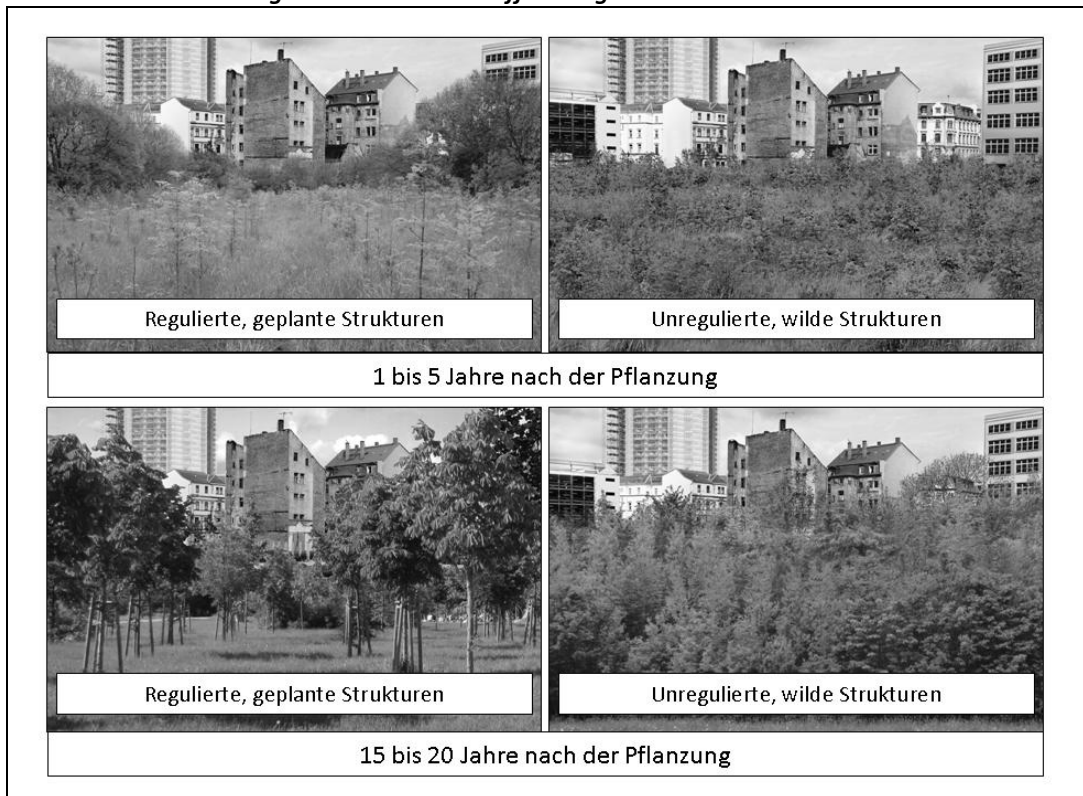 Regulierte, geplante Strukturen
Unregulierte, wilde Strukturen
1 bis 5 Jahre nach der Pflanzung
Regulierte, geplante Strukturen
Unregulierte, wilde Strukturen
15 bis 20 Jahre nach der Pflanzung